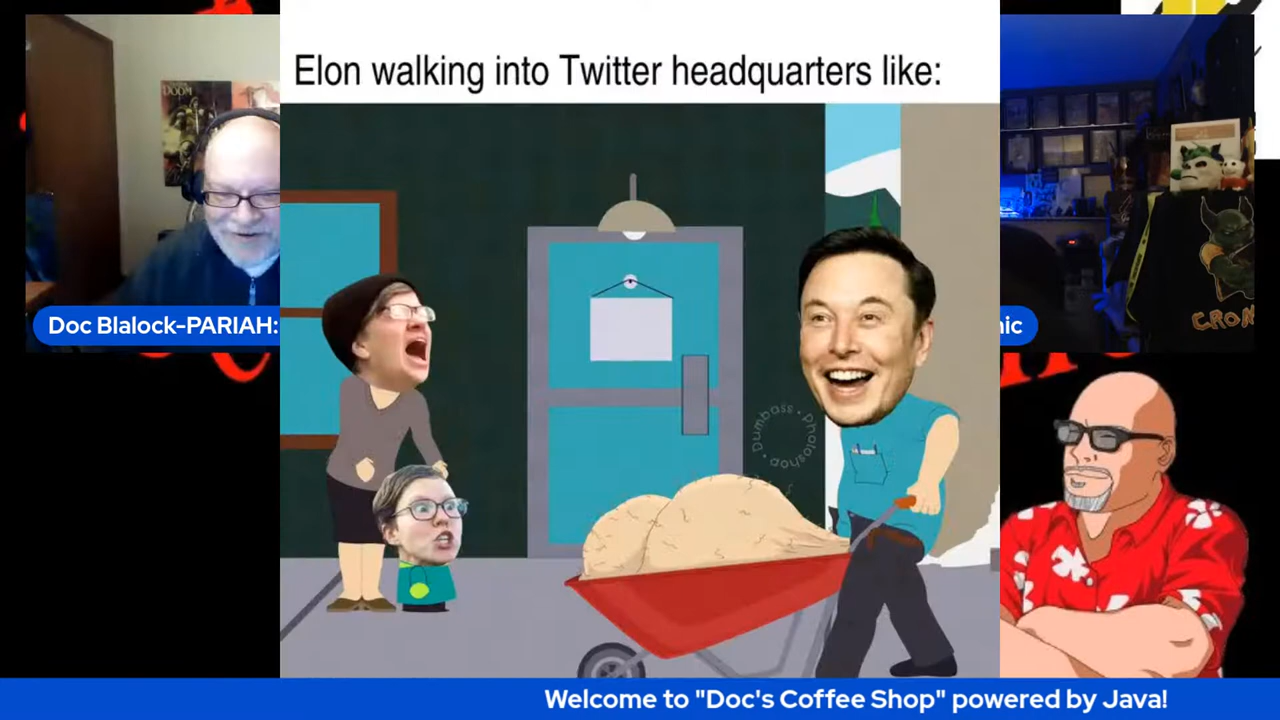 Elon walking into Twitter headquarters like:
DOOM
Doc Blalock-PARIAH:
nic
CRON
Dumbass • Photoshop •
Welcome to "Doc's Coffee Shop" powered by Java!